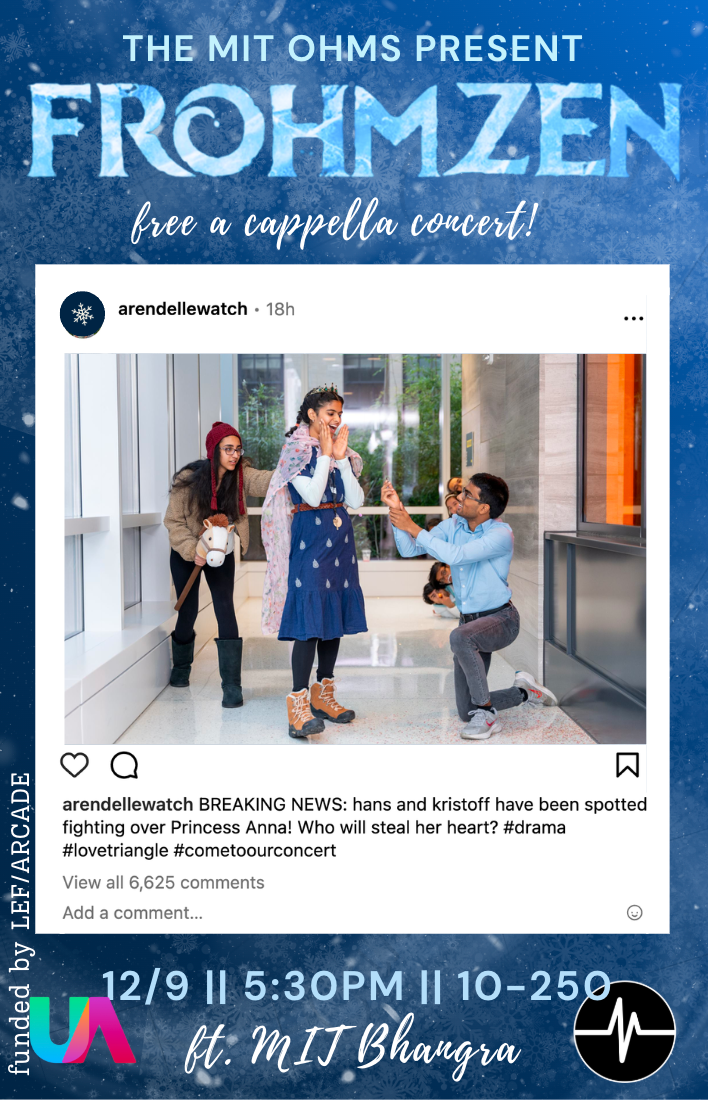 THE MIT OHMS PRESENT
FROHMZEN
free a cappella concert!
arendellewatch • 18h
arendellewatch BREAKING NEWS: hans and kristoff have been spotted
fighting over Princess Anna! Who will steal her heart? #drama
#lovetriangle #cometoourconcert
View all 6,625 comments
Add a comment...
funded by LEF/ARCADE
12/9 || 5:30PM || 10-250
UA
ft. MIT Bhangra